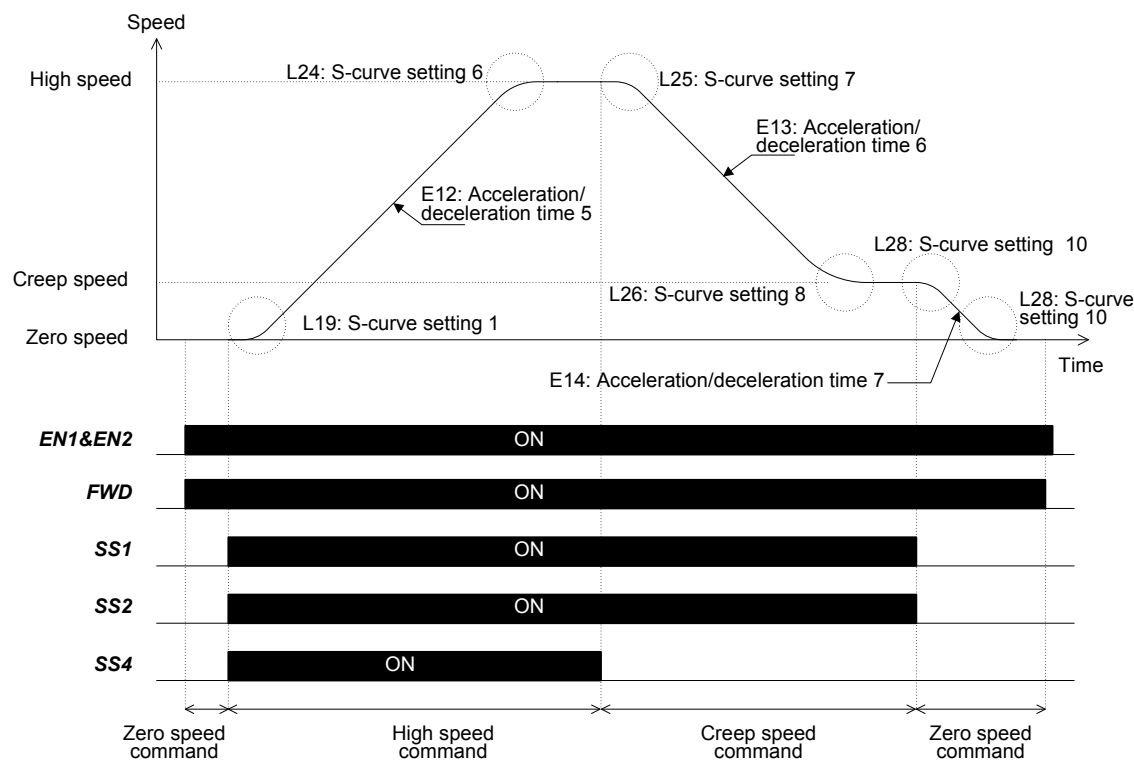 Speed
High speed
L24: S-curve setting 6
L25: S-curve setting 7
E13: Acceleration/
deceleration time 6
E12: Acceleration/
deceleration time 5
L28: S-curve setting 10
Creep speed
L26: S-curve setting 8
L28: S-curve
setting 10
L19: S-curve setting 1
Zero speed
Time
E14: Acceleration/deceleration time 7
EN1&EN2
ON
FWD
ON
SS1
ON
SS2
ON
SS4
ON
Zero speed
command
High speed
command
Creep speed
command
Zero speed
command